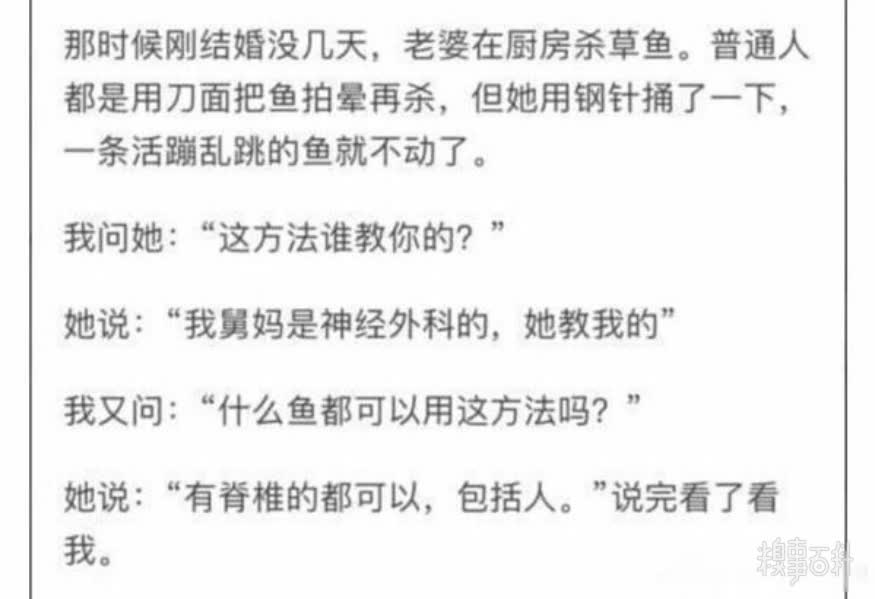 那时候刚结婚没几天，老婆在厨房杀草鱼。普通人
都是用刀面把鱼拍晕再杀，但她用钢针捅了一下，
一条活蹦乱跳的鱼就不动了。
我问她：“这方法谁教你的？”
她说：“我舅妈是神经外科的，她教我的”
我又问：“什么鱼都可以用这方法吗？”
她说：“有脊椎的都可以，包括人。”说完看了看
我。
糗事百科